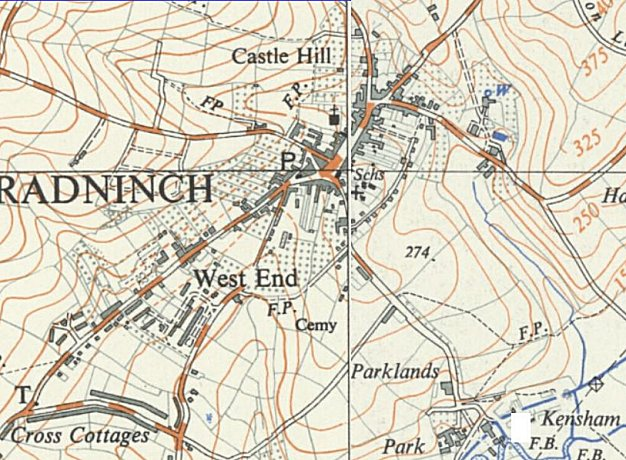 Castle Hill
375
F.P.
FP
W
325
P.
Schs
RADNINCH
Ha
250
274
West End
F.P.
Cemy
F.P.
Parklands
T.
Kensham
Cross Cottages
Park
F.B.
F.B.